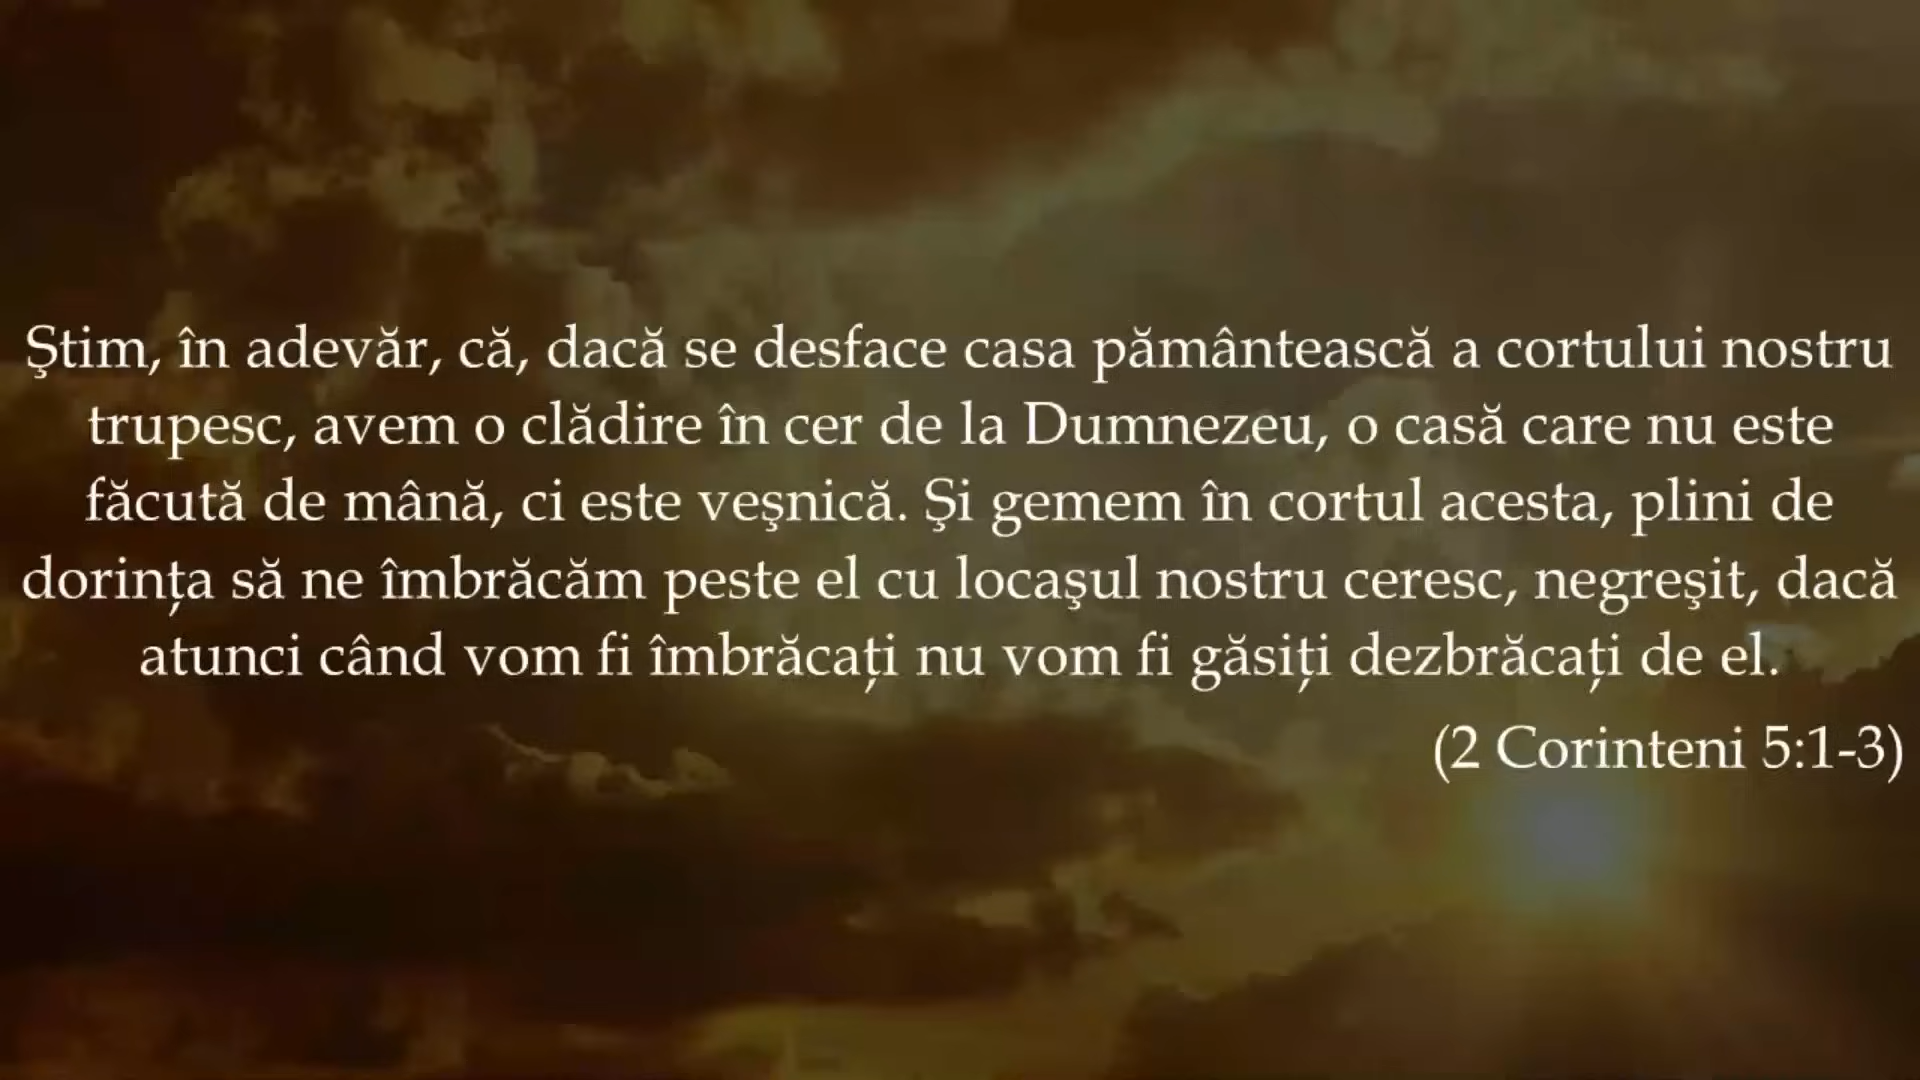 Ştim, în adevăr, că, dacă se desface casa pământească a cortului nostru
trupesc, avem o clădire în cer de la Dumnezeu, o casă care nu este
făcută de mână, ci este veşnică. Şi gemem în cortul acesta, plini de
dorința să ne îmbrăcăm peste el cu locaşul nostru ceresc, negreşit, dacă
atunci când vom fi îmbrăcați nu vom fi găsiți dezbrăcați de el.
(2 Corinteni 5:1-3)